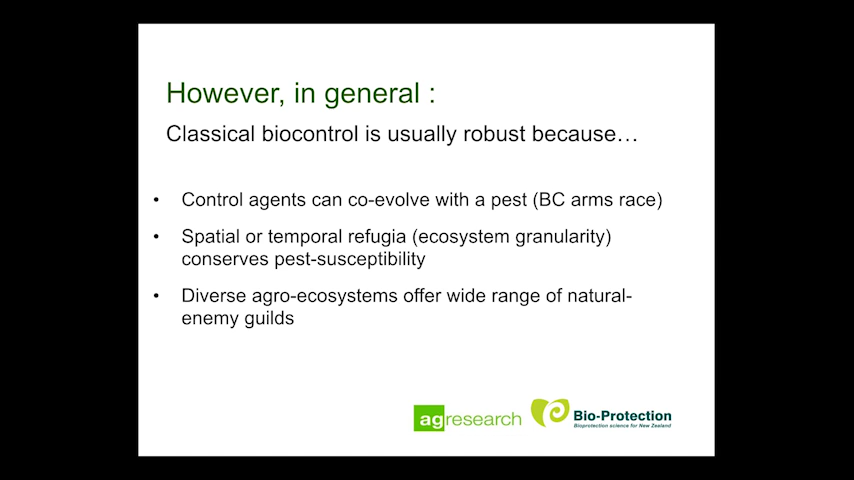 However, in general :
Classical biocontrol is usually robust because…
• Control agents can co-evolve with a pest (BC arms race)
• Spatial or temporal refugia (ecosystem granularity)
conserves pest-susceptibility
• Diverse agro-ecosystems offer wide range of natural-
enemy guilds
agresearch
Bio-Protection
Bioprotection science for New Zealand